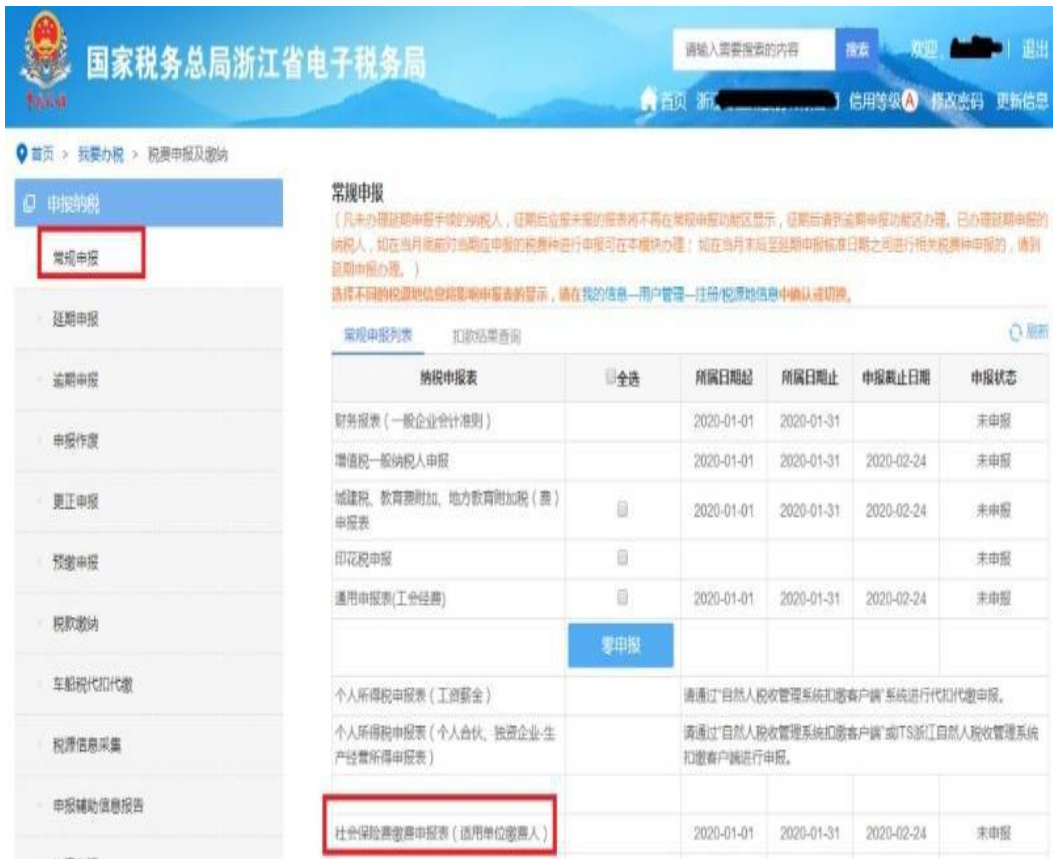 国家税务总局浙江省电子税务局
请输入需要搜索的内容 搜索 欢迎, | 退出
首页 浙江 信用等级 A 修改密码 更新信息
首页 > 我要办税 > 税费申报及缴纳
申报纳税
常规申报
延期申报
逾期申报
申报作废
更正申报
预缴申报
税款缴纳
车船税代扣代缴
税源信息采集
申报辅助信息报告
常规申报
(凡未办理延期申报手续的纳税人,征期后应报未报的报表将不再在常规申报功能区显示,征期后请到逾期申报功能区办理。已办理延期申报的
纳税人,如在当月底前对当期应申报的税费种进行申报可在本模块办理!如在当月末后至延期申报核准日期之间进行相关税费种申报的,请到
延期申报办理。)
选择不同的税源地信息将影响申报表的显示,请在我的信息—用户管理—注册/税源地信息中确认或切换。
常规申报列表 扣款结果查询 刷新
纳税申报表 全选 所属日期起 所属日期止 申报截止日期 申报状态
财务报表(一般企业会计准则) 2020-01-01 2020-01-31 未申报
增值税一般纳税人申报 2020-01-01 2020-01-31 2020-02-24 未申报
城建税、教育费附加、地方教育附加税(费)
申报表 2020-01-01 2020-01-31 2020-02-24 未申报
印花税申报 未申报
通用申报表(工会经费) 2020-01-01 2020-01-31 2020-02-24 未申报
零申报
个人所得税申报表(工资薪金) 请通过"自然人税收管理系统扣缴客户端"系统进行代扣代缴申报。
个人所得税申报表(个人合伙、独资企业-生 请通过"自然人税收管理系统扣缴客户端"或ITS浙江自然人税收管理系统
产经营所得申报表) 扣缴客户端进行申报。
社会保险费缴费申报表(适用单位缴费人) 2020-01-01 2020-01-31 2020-02-24 未申报